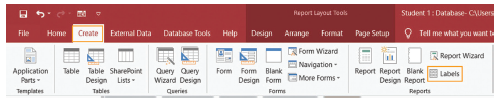 Report Layout Tools Student 1 : Database- C:\Users
File Home Create External Data Database Tools Help Design Arrange Format Page Setup Tell me what you want t
Application Parts
Templates
Table Table Design SharePoint Lists
Tables
Query Wizard Query Design
Queries
Form Form Design Blank Form Form Wizard Navigation More Forms
Forms
Report Report Design Blank Report Report Wizard Labels
Reports